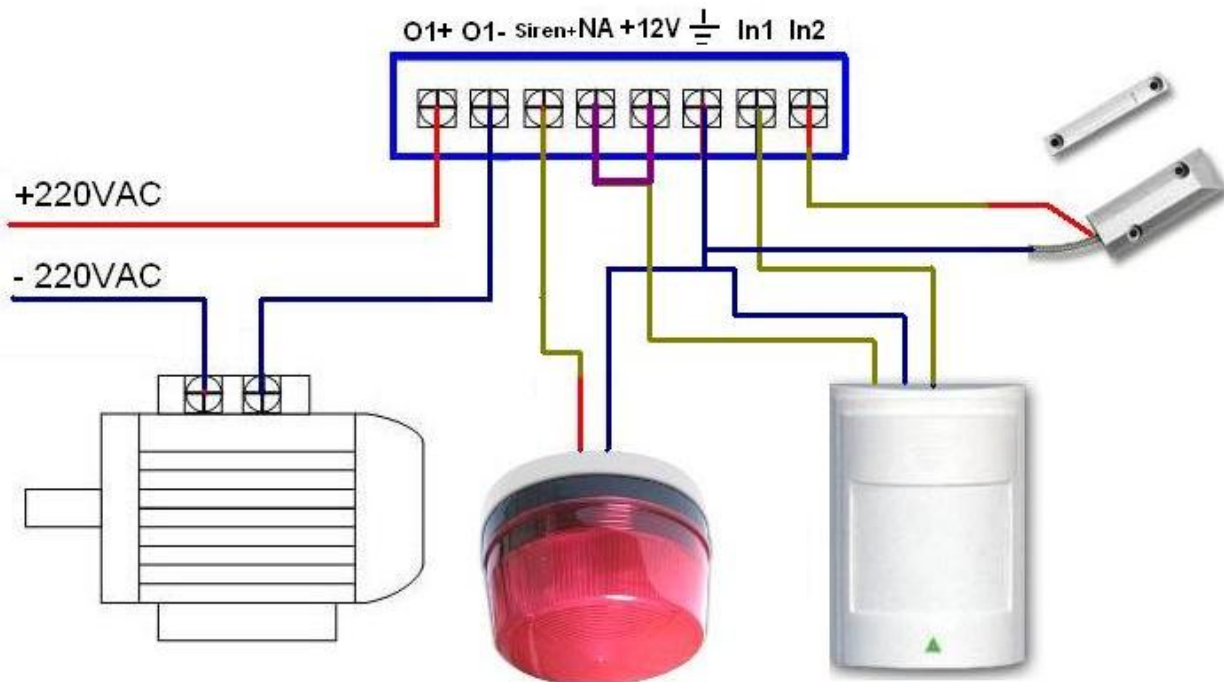 O1+ O1- Siren+ NA +12V In1 In2
+220VAC
- 220VAC